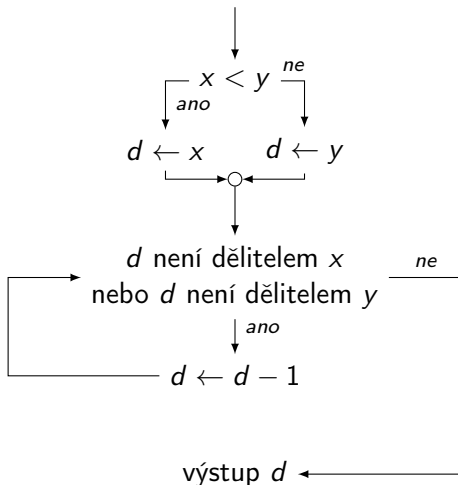 x < y ne
ano
d ← x d ← y
d není dělitelem x
nebo d není dělitelem y
ne
ano
d ← d − 1
výstup d